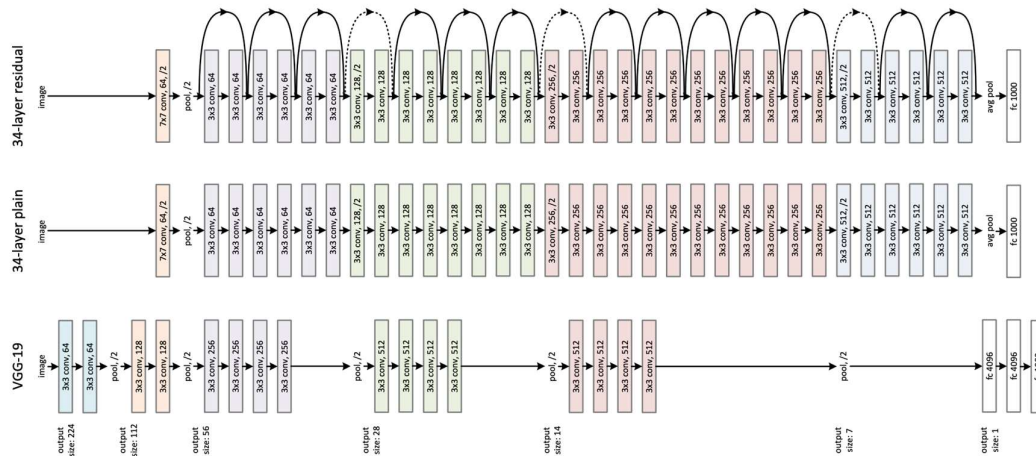 34-layer residual
image
7x7 conv, 64, /2
pool, /2
3x3 conv, 64
3x3 conv, 64
3x3 conv, 64
3x3 conv, 64
3x3 conv, 64
3x3 conv, 64
3x3 conv, 128, /2
3x3 conv, 128
3x3 conv, 128
3x3 conv, 128
3x3 conv, 128
3x3 conv, 128
3x3 conv, 128
3x3 conv, 128
3x3 conv, 256, /2
3x3 conv, 256
3x3 conv, 256
3x3 conv, 256
3x3 conv, 256
3x3 conv, 256
3x3 conv, 256
3x3 conv, 256
3x3 conv, 256
3x3 conv, 256
3x3 conv, 256
3x3 conv, 256
3x3 conv, 512, /2
3x3 conv, 512
3x3 conv, 512
3x3 conv, 512
3x3 conv, 512
3x3 conv, 512
avg pool
fc 1000
34-layer plain
image
7x7 conv, 64, /2
pool, /2
3x3 conv, 64
3x3 conv, 64
3x3 conv, 64
3x3 conv, 64
3x3 conv, 64
3x3 conv, 64
3x3 conv, 128, /2
3x3 conv, 128
3x3 conv, 128
3x3 conv, 128
3x3 conv, 128
3x3 conv, 128
3x3 conv, 128
3x3 conv, 128
3x3 conv, 256, /2
3x3 conv, 256
3x3 conv, 256
3x3 conv, 256
3x3 conv, 256
3x3 conv, 256
3x3 conv, 256
3x3 conv, 256
3x3 conv, 256
3x3 conv, 256
3x3 conv, 256
3x3 conv, 256
3x3 conv, 512, /2
3x3 conv, 512
3x3 conv, 512
3x3 conv, 512
3x3 conv, 512
3x3 conv, 512
avg pool
fc 1000
VGG-19
image
3x3 conv, 64
3x3 conv, 64
pool, /2
3x3 conv, 128
3x3 conv, 128
pool, /2
3x3 conv, 256
3x3 conv, 256
3x3 conv, 256
3x3 conv, 256
pool, /2
3x3 conv, 512
3x3 conv, 512
3x3 conv, 512
3x3 conv, 512
pool, /2
3x3 conv, 512
3x3 conv, 512
3x3 conv, 512
3x3 conv, 512
pool, /2
fc 4096
fc 4096
output
size: 224
output
size: 112
output
size: 56
output
size: 28
output
size: 14
output
size: 7
output
size: 1